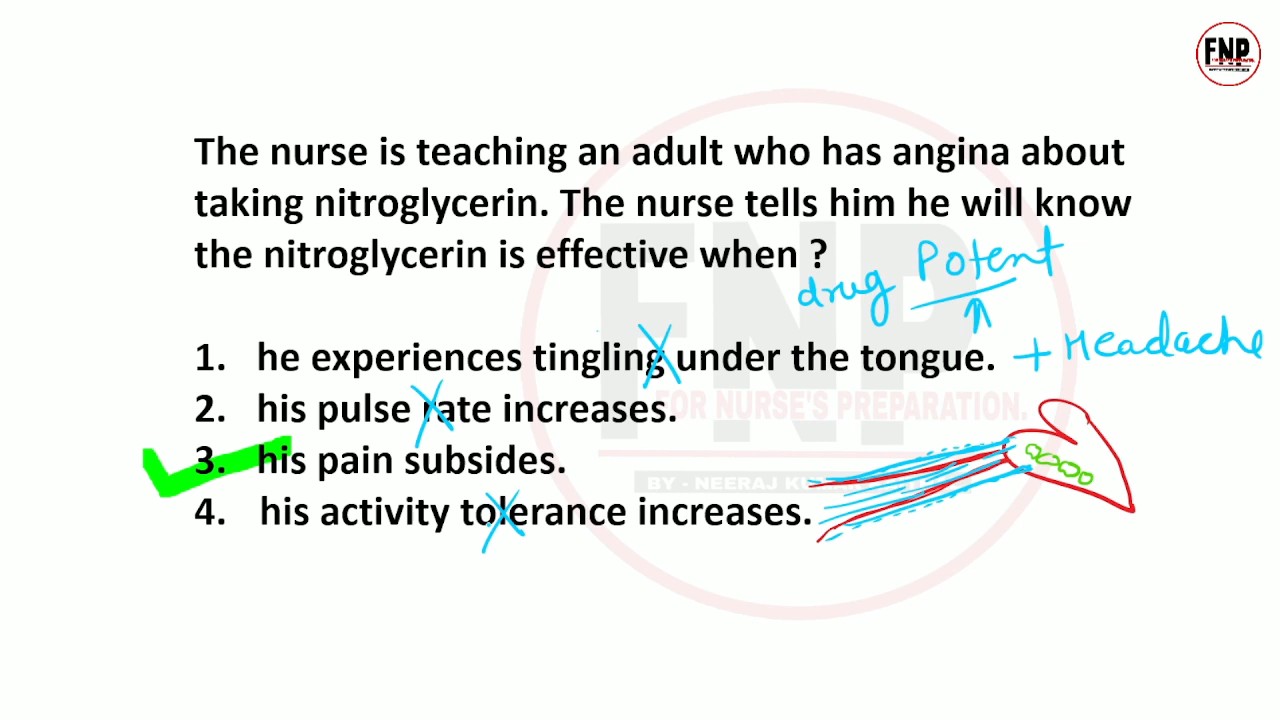 FNP
The nurse is teaching an adult who has angina about
taking nitroglycerin. The nurse tells him he will know
the nitroglycerin is effective when ?
drug Potent
1. he experiences tingling under the tongue. + Headache
2. his pulse rate increases.
FOR NURSE'S PREPARATION.
3. his pain subsides.
BY - NEERAJ
4. his activity tolerance increases.